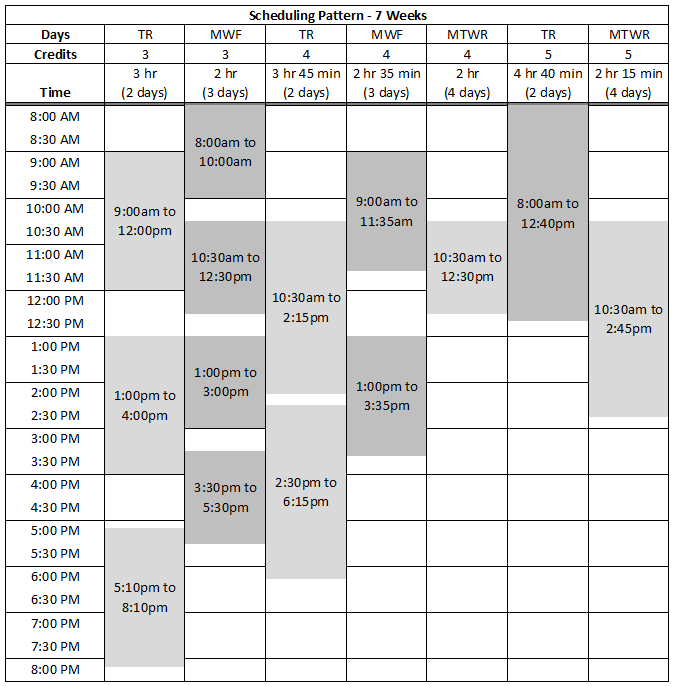 Scheduling Pattern - 7 Weeks
Days TR MWF TR MWF MTWR TR MTWR
Credits 3 3 4 4 4 5 5
3 hr 2 hr 3 hr 45 min 2 hr 35 min 2 hr 4 hr 40 min 2 hr 15 min
Time (2 days) (3 days) (2 days) (3 days) (4 days) (2 days) (4 days)
8:00 AM
8:00am to
8:30 AM
10:00am
9:00 AM
9:30 AM
9:00am to
11:35am
10:00 AM
9:00am to
12:00pm
8:00am to
12:40pm
10:30 AM
11:00 AM
10:30am to
12:30pm
10:30am to
12:30pm
11:30 AM
12:00 PM
10:30am to
2:15pm
10:30am to
2:45pm
12:30 PM
1:00 PM
1:30 PM
1:00pm to
3:00pm
2:00 PM
1:00pm to
4:00pm
1:00pm to
3:35pm
2:30 PM
3:00 PM
3:30 PM
4:00 PM
3:30pm to
5:30pm
2:30pm to
6:15pm
4:30 PM
5:00 PM
5:30 PM
6:00 PM
5:10pm to
8:10pm
6:30 PM
7:00 PM
7:30 PM
8:00 PM